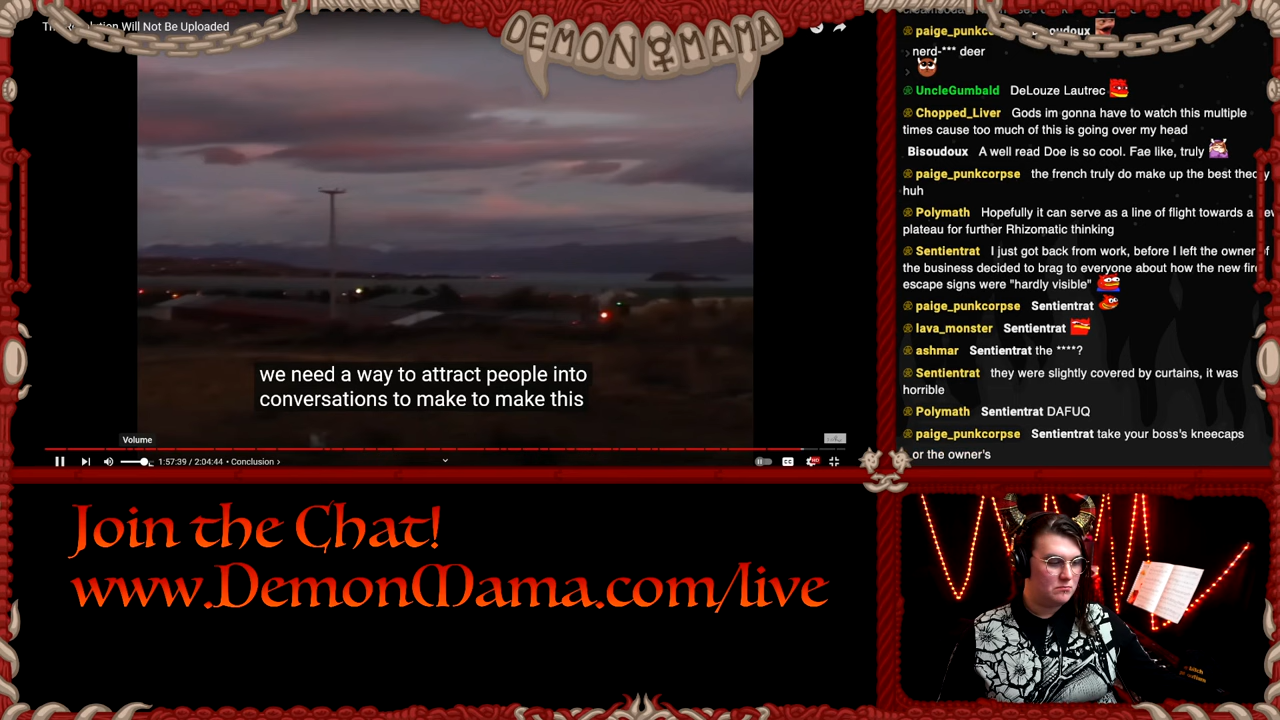 Will Not Be Uploaded
DEMON MAMA
we need a way to attract people into
conversations to make to make this
Volume
1:57:39 / 2:04:44 • Conclusion ›
CC
HD
Join the Chat!
www.DemonMama.com/live
nerd-*** deer
UncleGumbald DeLouze Lautrec
Chopped_Liver Gods im gonna have to watch this multiple
times cause too much of this is going over my head
Bisoudoux A well read Doe is so cool. Fae like, truly
paige_punkcorpse the french truly do make up the best theory
huh
Polymath Hopefully it can serve as a line of flight towards a
plateau for further Rhizomatic thinking
Sentientrat I just got back from work, before I left the owner of
the business decided to brag to everyone about how the new fire
escape signs were "hardly visible"
paige_punkcorpse Sentientrat
lava_monster Sentientrat
ashmar Sentientrat the ****?
Sentientrat they were slightly covered by curtains, it was
horrible
Polymath Sentientrat DAFUQ
paige_punkcorpse Sentientrat take your boss's kneecaps
or the owner's